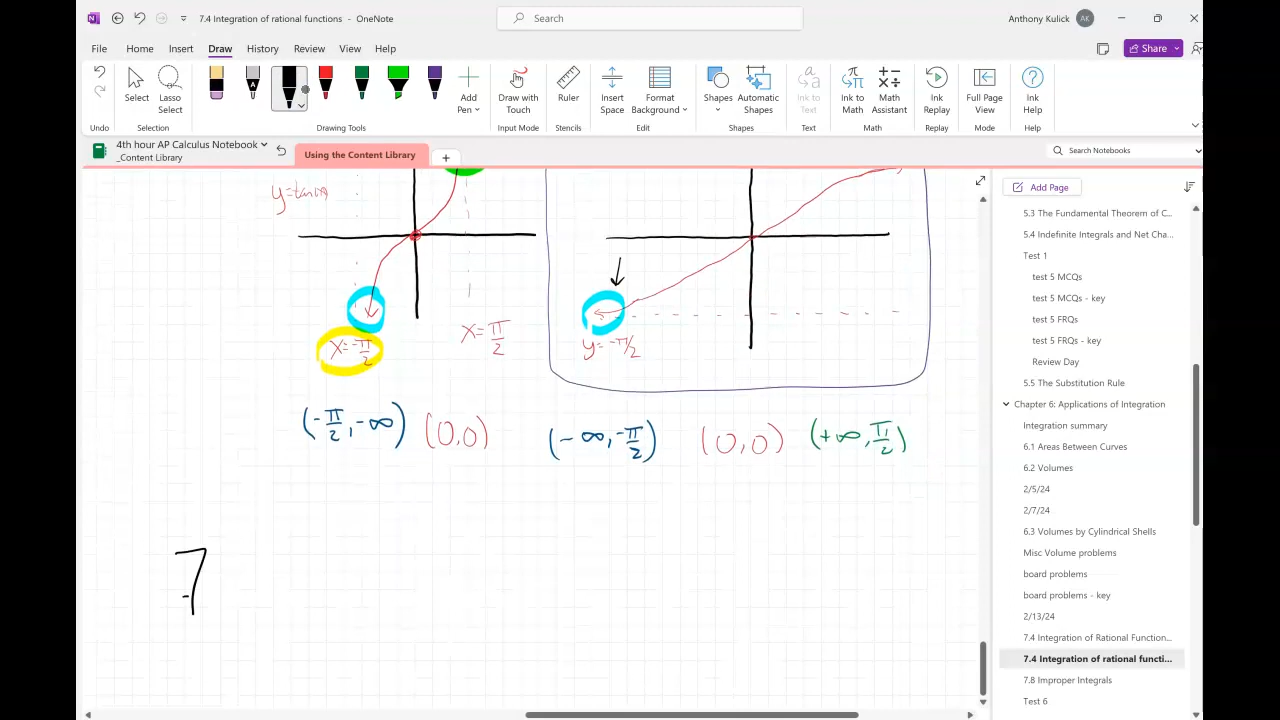 7.4 Integration of rational functions - OneNote
Search
Anthony Kulick
AK
File Home Insert Draw History Review View Help
Share
Select
Lasso Select
Add Pen
Draw with Touch
Ruler
Insert Space
Format Background
Shapes
Automatic Shapes
Ink to Text
Ink to Math
Math Assistant
Ink Replay
Full Page View
Ink Help
Undo
Selection
Drawing Tools
Input Mode
Stencils
Edit
Shapes
Text
Math
Replay
Mode
Help
4th hour AP Calculus Notebook
_Content Library
Using the Content Library
+
Search Notebooks
Add Page
5.3 The Fundamental Theorem of C...
5.4 Indefinite Integrals and Net Cha...
Test 1
test 5 MCQs
test 5 MCQs - key
test 5 FRQs
test 5 FRQs - key
Review Day
5.5 The Substitution Rule
Chapter 6: Applications of Integration
Integration summary
6.1 Areas Between Curves
6.2 Volumes
2/5/24
2/7/24
6.3 Volumes by Cylindrical Shells
Misc Volume problems
board problems
board problems - key
2/13/24
7.4 Integration of Rational Function...
7.4 Integration of rational functi...
7.8 Improper Integrals
Test 6
x=-π/2
x=π/2
y=-π/2
(-π/2, -∞) (0,0) (-∞, -π/2) (0,0) (+∞, π/2)
7